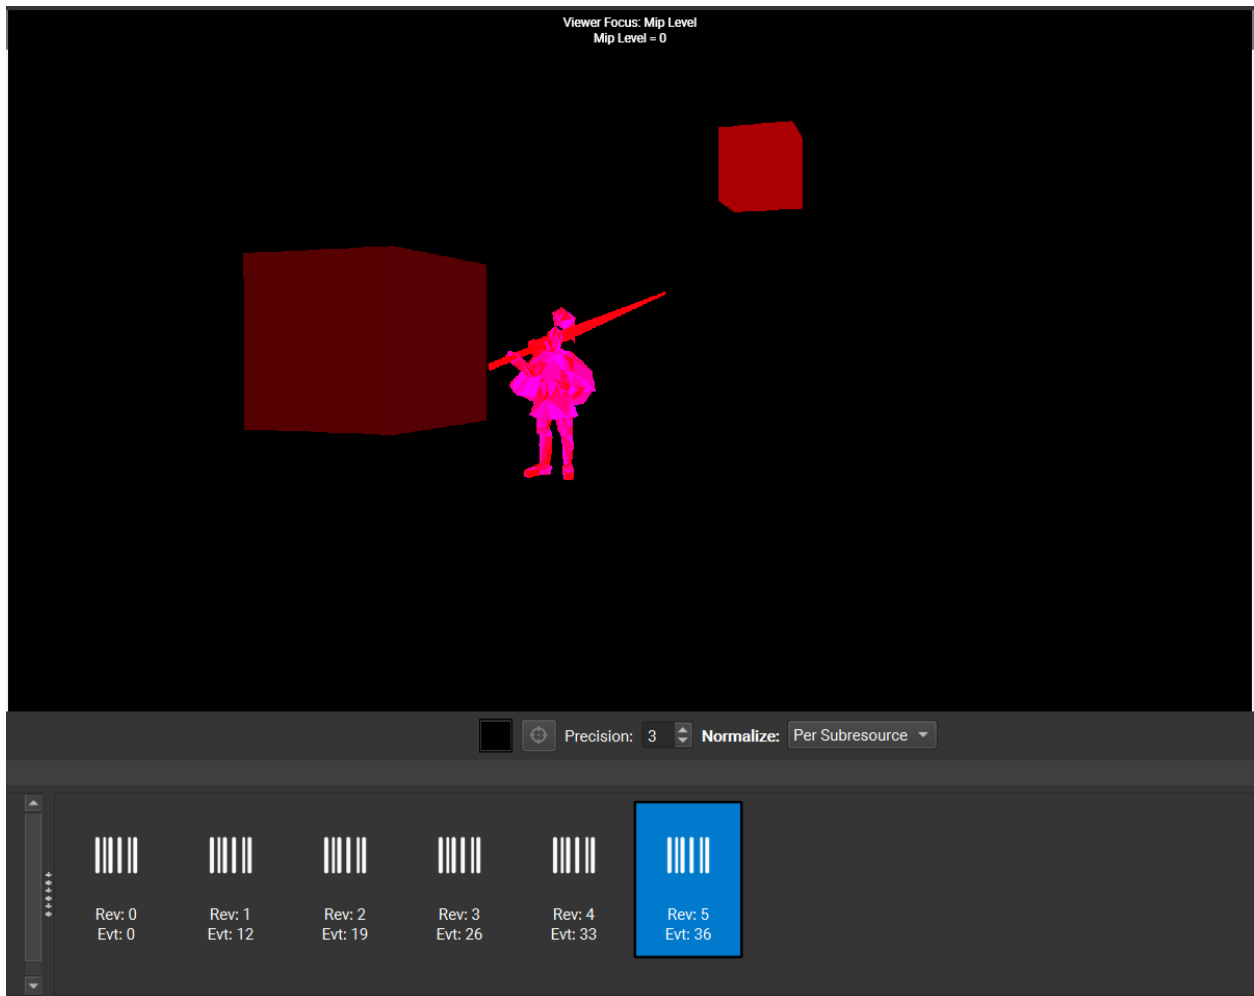 Viewer Focus: Mip Level
Mip Level = 0
Precision: 3 Normalize: Per Subresource
Rev: 0 Rev: 1 Rev: 2 Rev: 3 Rev: 4 Rev: 5
Evt: 0 Evt: 12 Evt: 19 Evt: 26 Evt: 33 Evt: 36